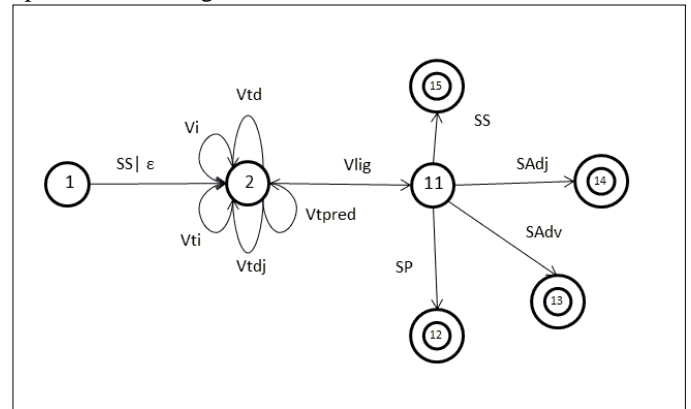 15
Vtd
SS
Vi
SS| ε
Vlig
SAdj
1
2
11
14
Vtpred
SAdv
Vti
Vtdj
SP
13
12